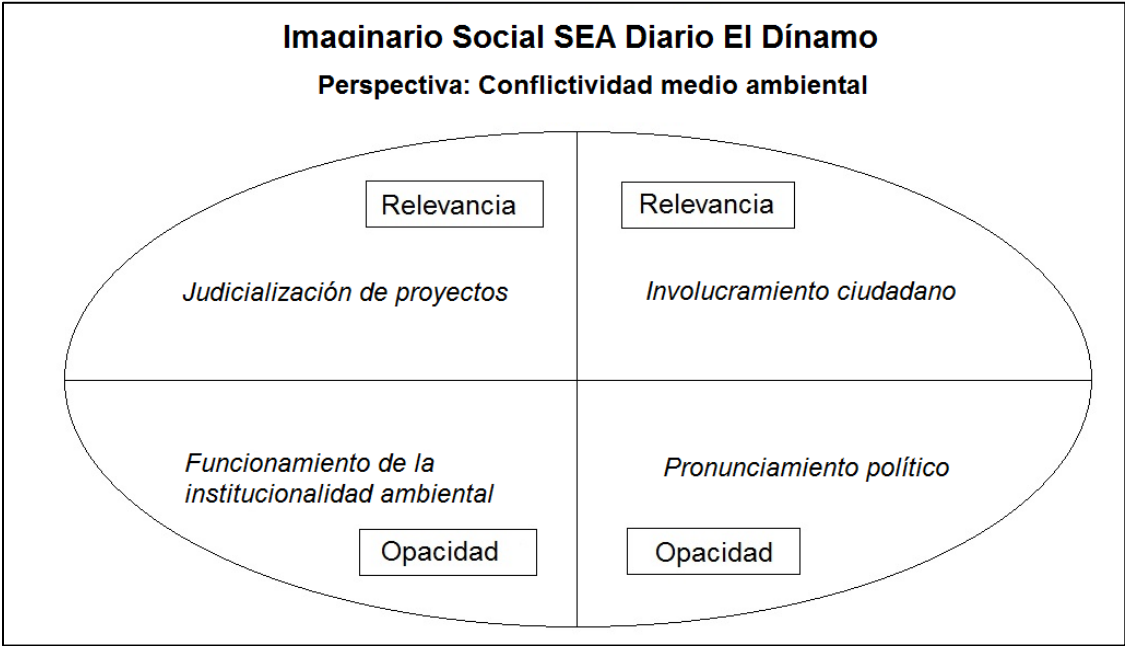 Imaginario Social SEA Diario El Dínamo
Perspectiva: Conflictividad medio ambiental
Relevancia
Relevancia
Judicialización de proyectos
Involucramiento ciudadano
Funcionamiento de la
institucionalidad ambiental
Pronunciamiento político
Opacidad
Opacidad